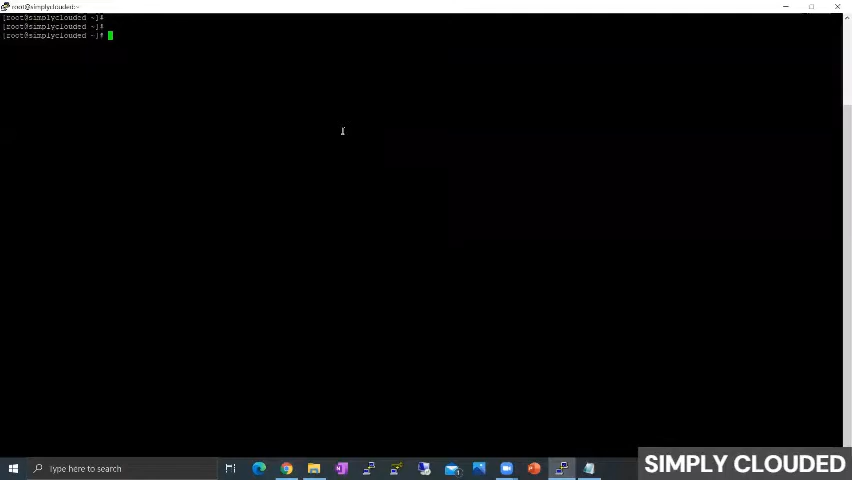 root@simplyclouded:~
[root@simplyclouded ~]#
[root@simplyclouded ~]#
[root@simplyclouded ~]#
Type here to search
SIMPLY CLOUDED